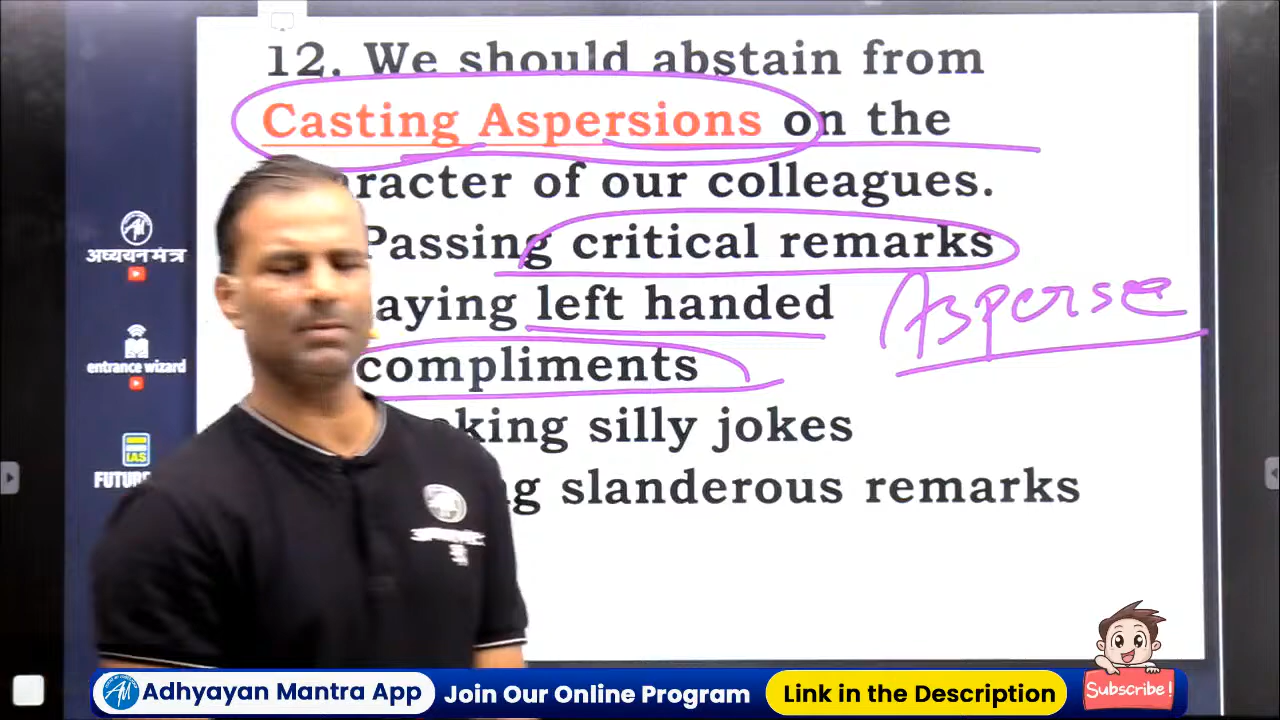 12. We should abstain from
Casting Aspersions on the
aracter of our colleagues.
Passing critical remarks
aying left handed
Asperse
compliments
king silly jokes
g slanderous remarks
अध्ययन मंत्र
entrance wizard
IAS
FUTURE
Adhyayan Mantra App
Join Our Online Program
Link in the Description
Subscribe!